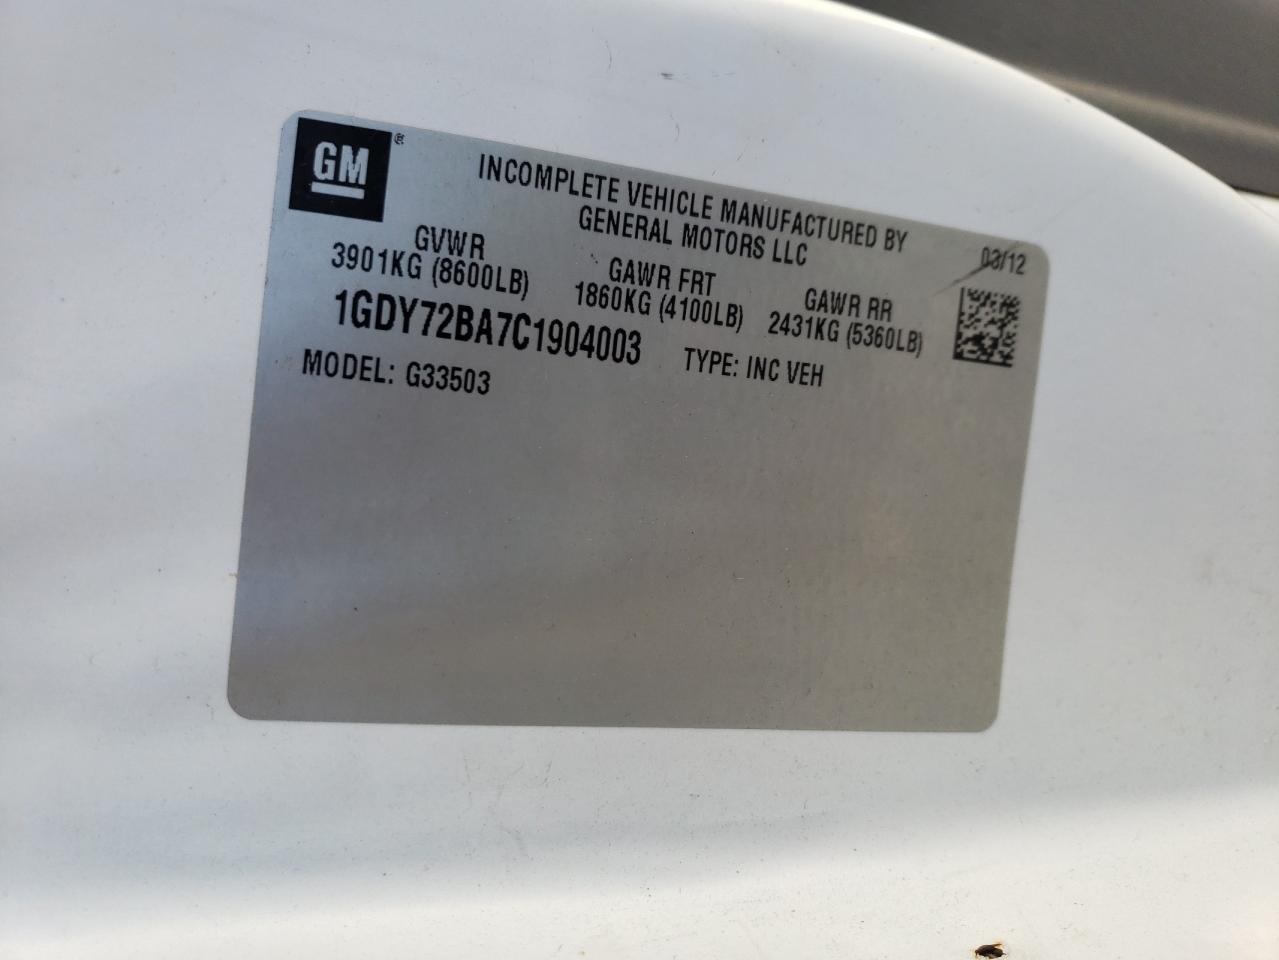 GM ®
INCOMPLETE VEHICLE MANUFACTURED BY
GENERAL MOTORS LLC
03/12
GVWR GAWR FRT GAWR RR
3901KG (8600LB) 1860KG (4100LB) 2431KG (5360LB)
1GDY72BA7C1904003 TYPE: INC VEH
MODEL: G33503